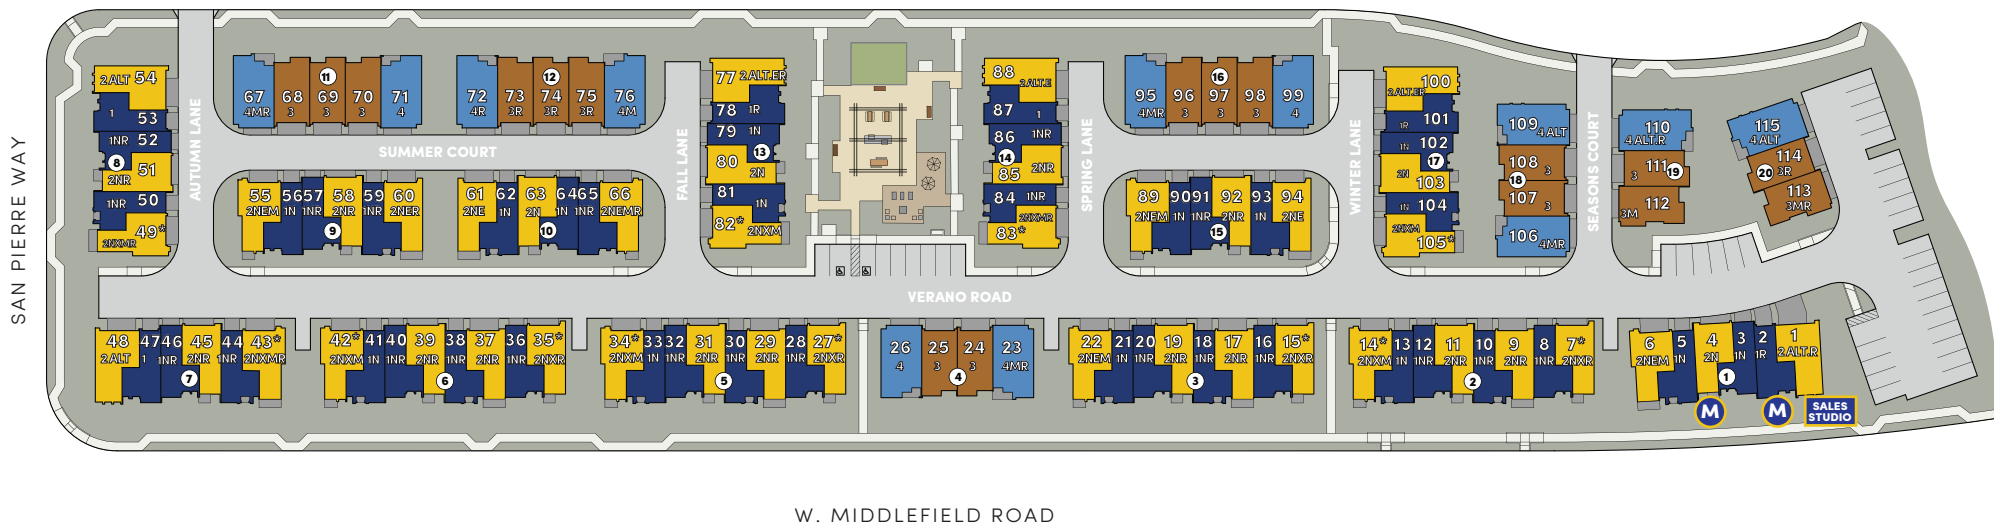 SAN PIERRE WAY
AUTUMN LANE
SUMMER COURT
FALL LANE
SPRING LANE
WINTER LANE
SEASONS COURT
VERANO ROAD
W. MIDDLEFIELD ROAD
54 2 ALT
53 1
52 1NR
8
51 2NR
50 1NR
49* 2NXMR
11
67 68 69 70 71
4MR 3 3 3 4
12
72 73 74 75 76
4R 3R 3 3R 4M
55 56 57 58 59 60
2NEM 1N 1NR 2NR 1N 2NER
9
61 62 63 64 65 66
2NE 1N 2N 1N 1NR 2NEMR
10
77 2 ALT.ER
78 1R
79 1N
13
80 2N
81 1N
82* 2NXM
88 2 ALT.E
87 1
86 1NR
14
85 2NR
84 1NR
83* 2NXMR
16
95 96 97 98 99
4MR 3 3 3 4
89 90 91 92 93 94
2NEM 1N 1NR 2NR 1N 2NE
15
100 2 ALT.ER
101 1R
102 1N
17
103 2N
104 1N
105* 2NXM
109 4 ALT
108 3
18
107 3
106 4MR
110 4 ALT.R
111 3
19
112 3M
115 4 ALT
114 3R
20
113 3MR
48 47 46 45 44 43*
2 ALT 1 1NR 2NR 1NR 2NXMR
7
42* 41 40 39 38 37 36 35*
2NXM 1N 1NR 2NR 1NR 2NR 1NR 2NXR
6
34* 33 32 31 30 29 28 27*
2NXM 1N 1NR 2NR 1NR 2NR 1NR 2NXR
5
26 25 24 23
4 3 3 4MR
4
22 21 20 19 18 17 16 15*
2NEM 1N 1NR 2NR 1NR 2NR 1NR 2NXR
3
14* 13 12 11 10 9 8 7*
2NXM 1N 1NR 2NR 1NR 2NR 1NR 2NXR
2
6 5 4 3 2 1
2NEM 1N 2N 1N 1R 2 ALT.R
1
M
M
SALES
STUDIO